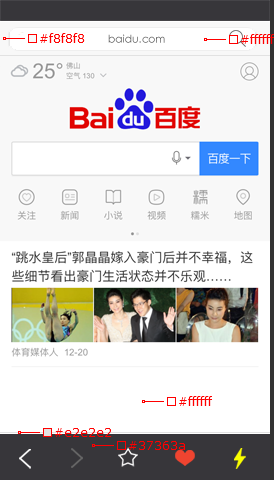 #f8f8f8
baidu.com
#ffffff
25°
佛山
空气 130
Bai du 百度
百度一下
关注
新闻
小说
视频
糯
糯米
地图
“跳水皇后”郭晶晶嫁入豪门后并不幸福，这
些细节看出豪门生活状态并不乐观……
体育媒体人 12-20
#ffffff
#e2e2e2
#37363a